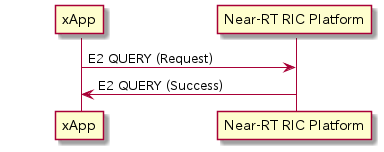 xApp Near-RT RIC Platform
E2 QUERY (Request)
E2 QUERY (Success)
xApp Near-RT RIC Platform